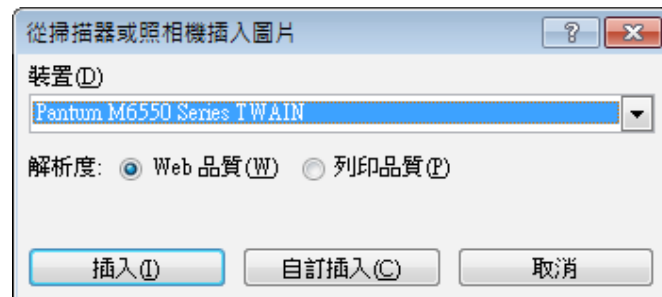 從掃描器或照相機插入圖片
裝置(D)
Pantum M6550 Series TWAIN
解析度: Web 品質(W) 列印品質(P)
插入(I) 自訂插入(C) 取消